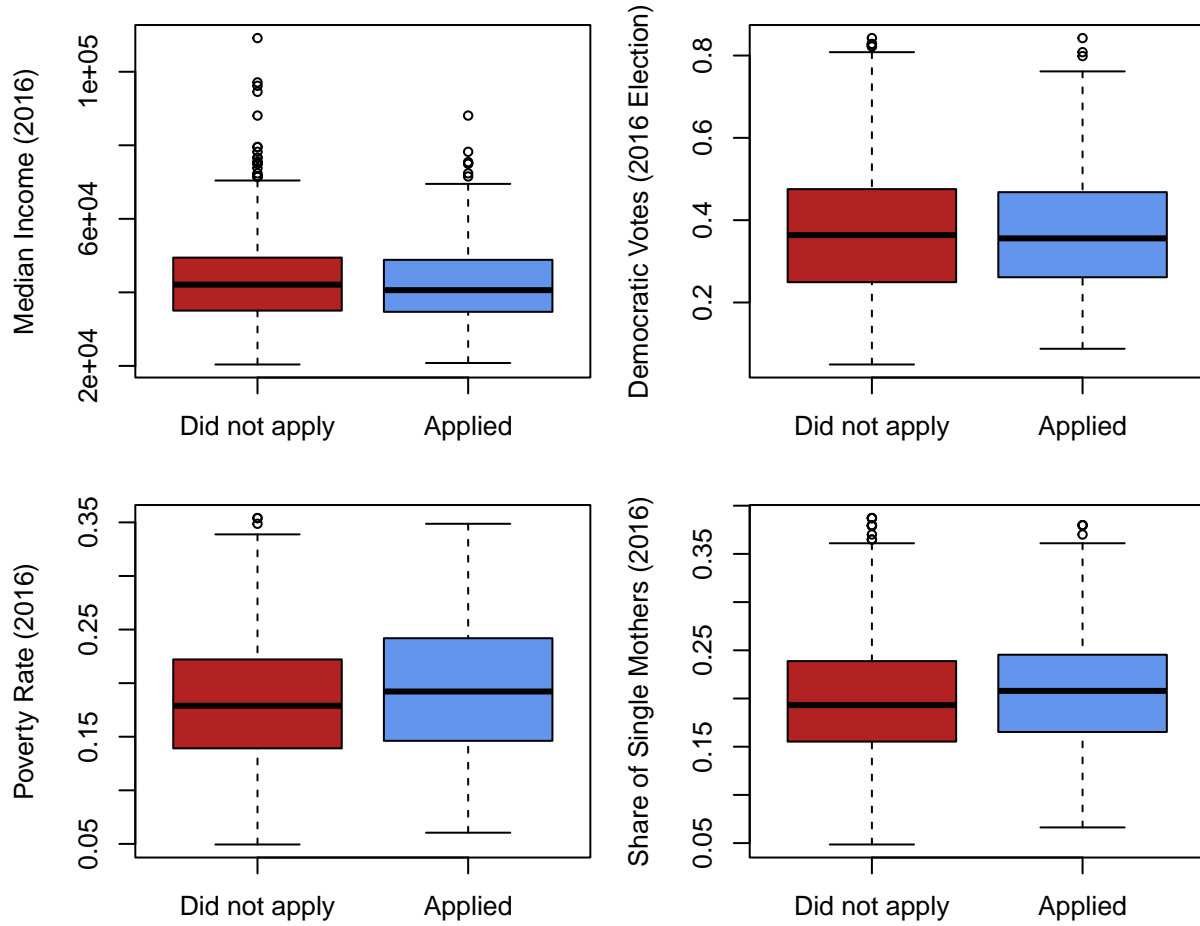 Median Income (2016)
1e+05
6e+04
2e+04
Did not apply
Applied
Democratic Votes (2016 Election)
0.8
0.6
0.4
0.2
Did not apply
Applied
Poverty Rate (2016)
0.35
0.25
0.15
0.05
Did not apply
Applied
Share of Single Mothers (2016)
0.35
0.25
0.15
0.05
Did not apply
Applied